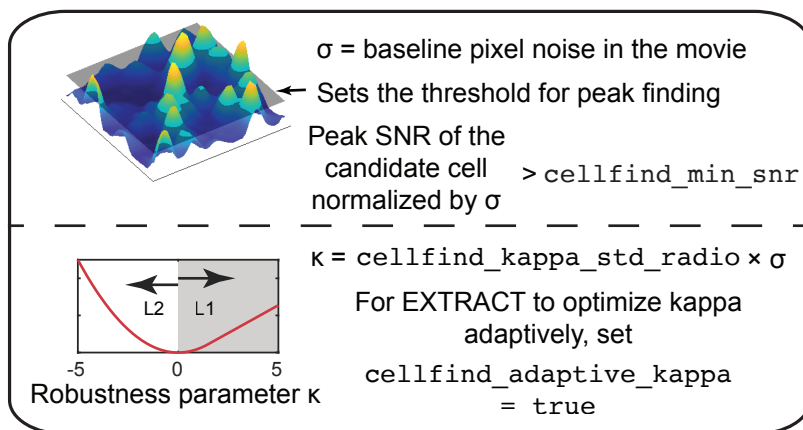 σ = baseline pixel noise in the movie
Sets the threshold for peak finding
Peak SNR of the
candidate cell
normalized by σ
> cellfind_min_snr
κ = cellfind_kappa_std_radio × σ
For EXTRACT to optimize kappa
adaptively, set
cellfind_adaptive_kappa
= true
L2 L1
-5 0 5
Robustness parameter κ